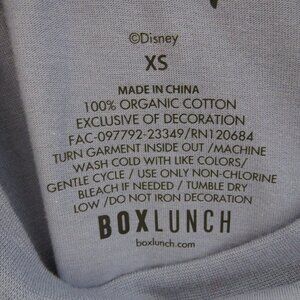 ©Disney
XS
MADE IN CHINA
100% ORGANIC COTTON
EXCLUSIVE OF DECORATION
FAC-097792-23349/RN120684
TURN GARMENT INSIDE OUT /MACHINE
WASH COLD WITH LIKE COLORS/
GENTLE CYCLE / USE ONLY NON-CHLORINE
BLEACH IF NEEDED / TUMBLE DRY
LOW /DO NOT IRON DECORATION
BOXLUNCH
boxlunch.com